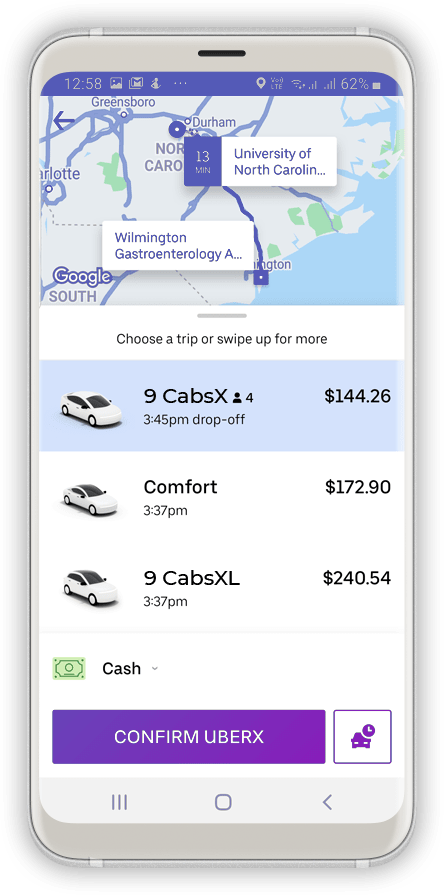 12:58
VoD LTE
62%
Greensboro
Durham
NOR
CARO
arlotte
13
MIN
University of
North Carolin...
Wilmington
Gastroenterology A...
ington
Google
SOUTH
Choose a trip or swipe up for more
9 CabsX 4
$144.26
3:45pm drop-off
Comfort
$172.90
3:37pm
9 CabsXL
$240.54
3:37pm
Cash
CONFIRM UBERX